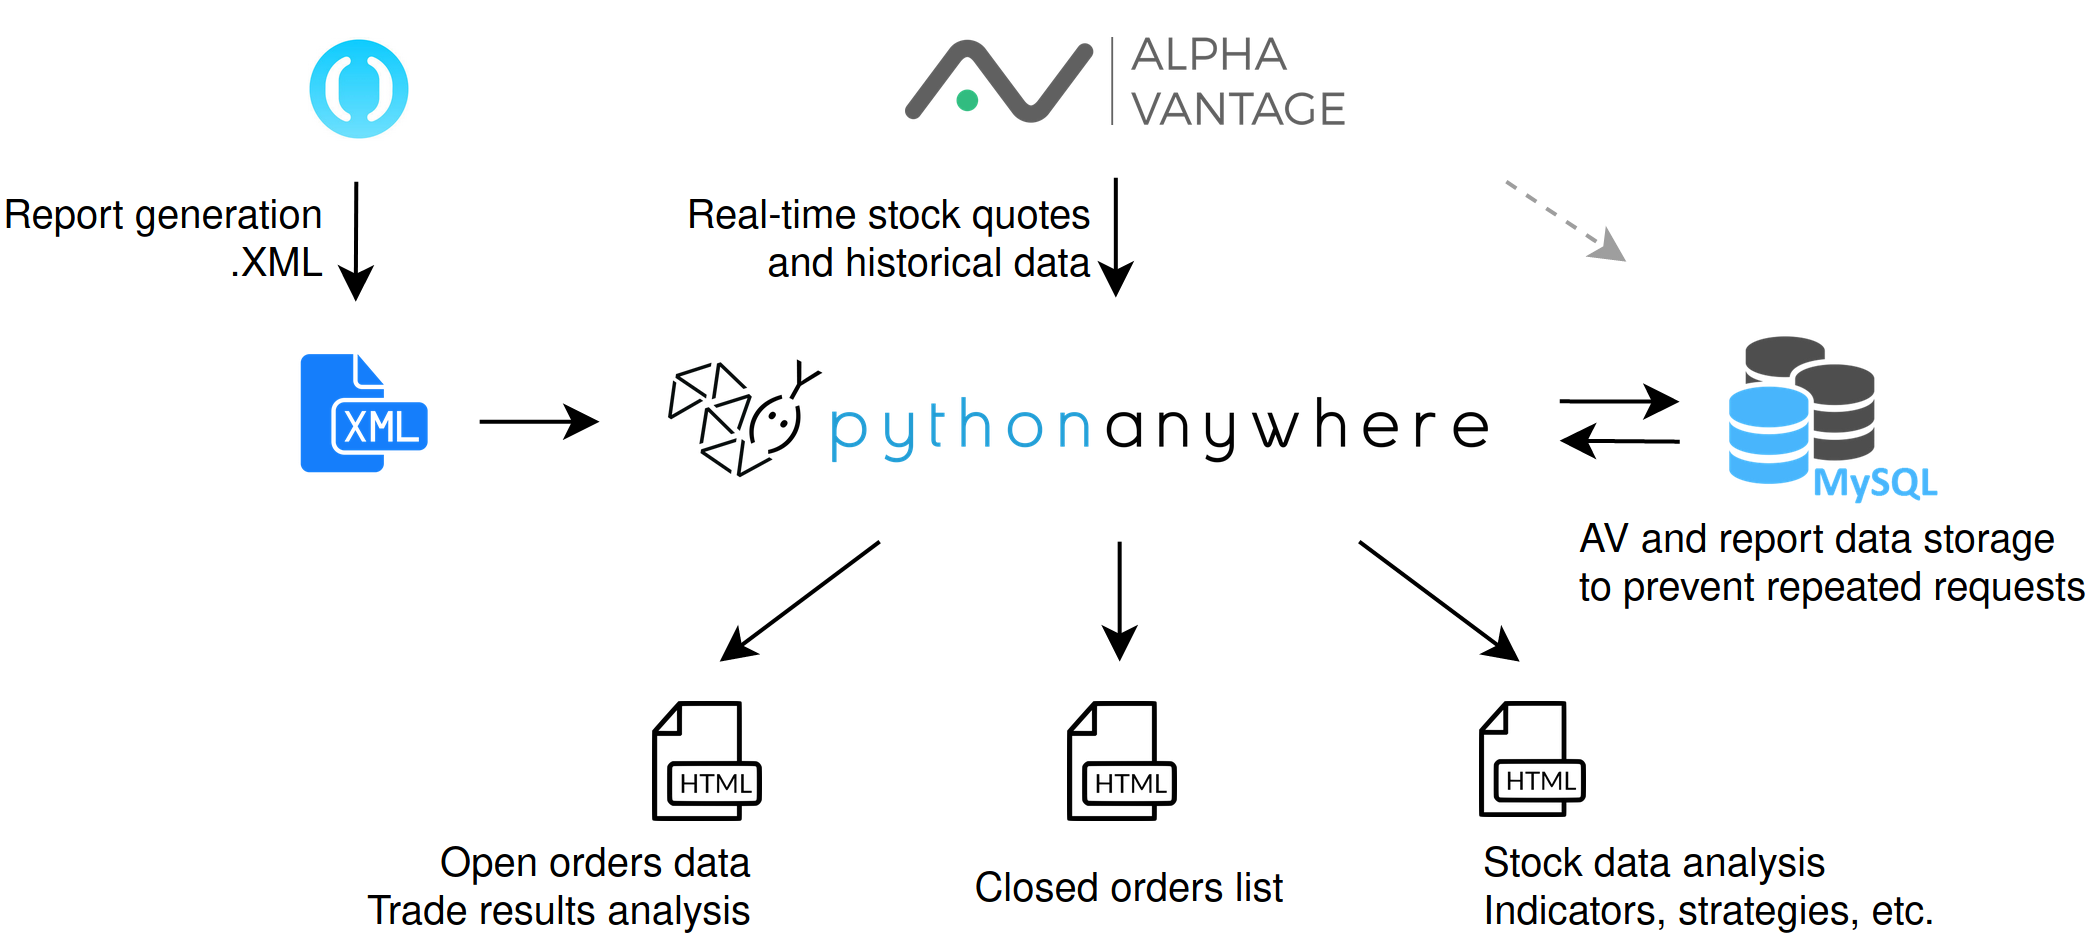 ALPHA
VANTAGE
Report generation
.XML
Real-time stock quotes
and historical data
XML
pythonanywhere
MySQL
AV and report data storage
to prevent repeated requests
HTML
HTML
HTML
Open orders data
Trade results analysis
Closed orders list
Stock data analysis
Indicators, strategies, etc.